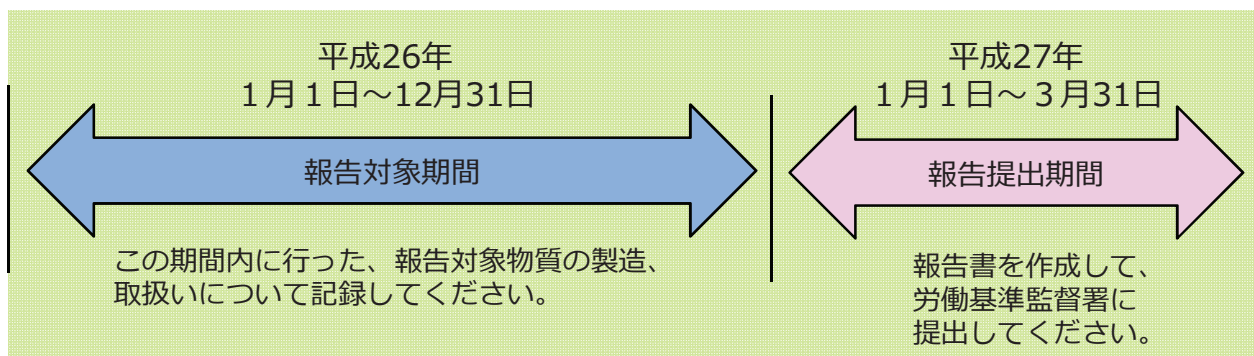 平成26年
１月１日～12月31日
報告対象期間
この期間内に行った、報告対象物質の製造、
取扱いについて記録してください。
平成27年
１月１日～３月31日
報告提出期間
報告書を作成して、
労働基準監督署に
提出してください。